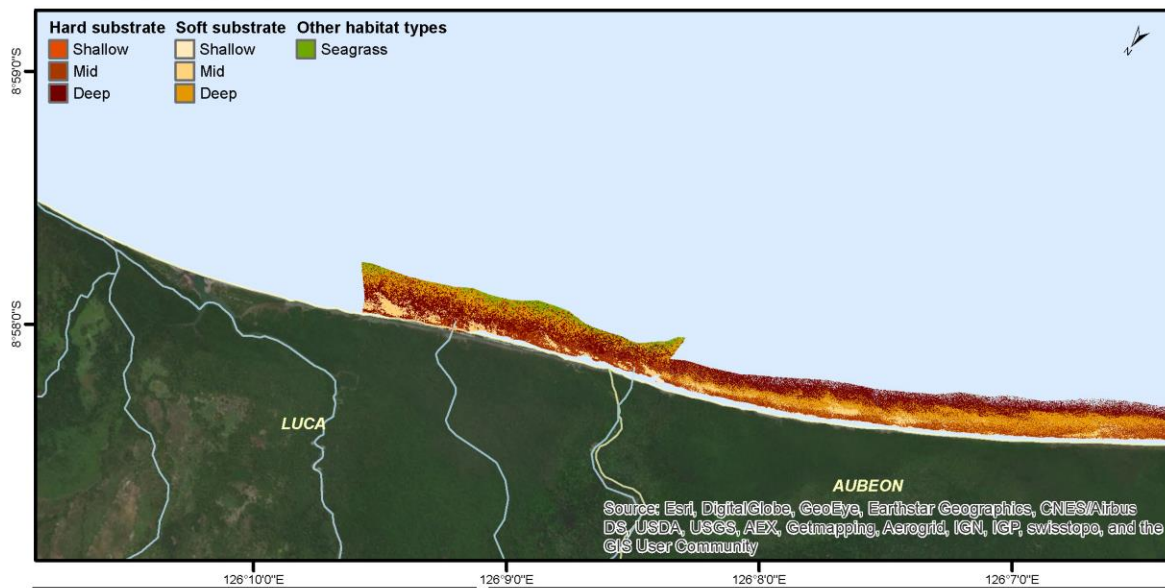 Hard substrate Soft substrate Other habitat types
Shallow Shallow Seagrass
Mid Mid
Deep Deep
N
8°59'0"S
8°58'0"S
LUCA
AUBEON
Source: Esri, DigitalGlobe, GeoEye, Earthstar Geographics, CNES/Airbus
DS, USDA, USGS, AEX, Getmapping, Aerogrid, IGN, IGP, swisstopo, and the
GIS User Community
126°10'0"E 126°9'0"E 126°8'0"E 126°7'0"E